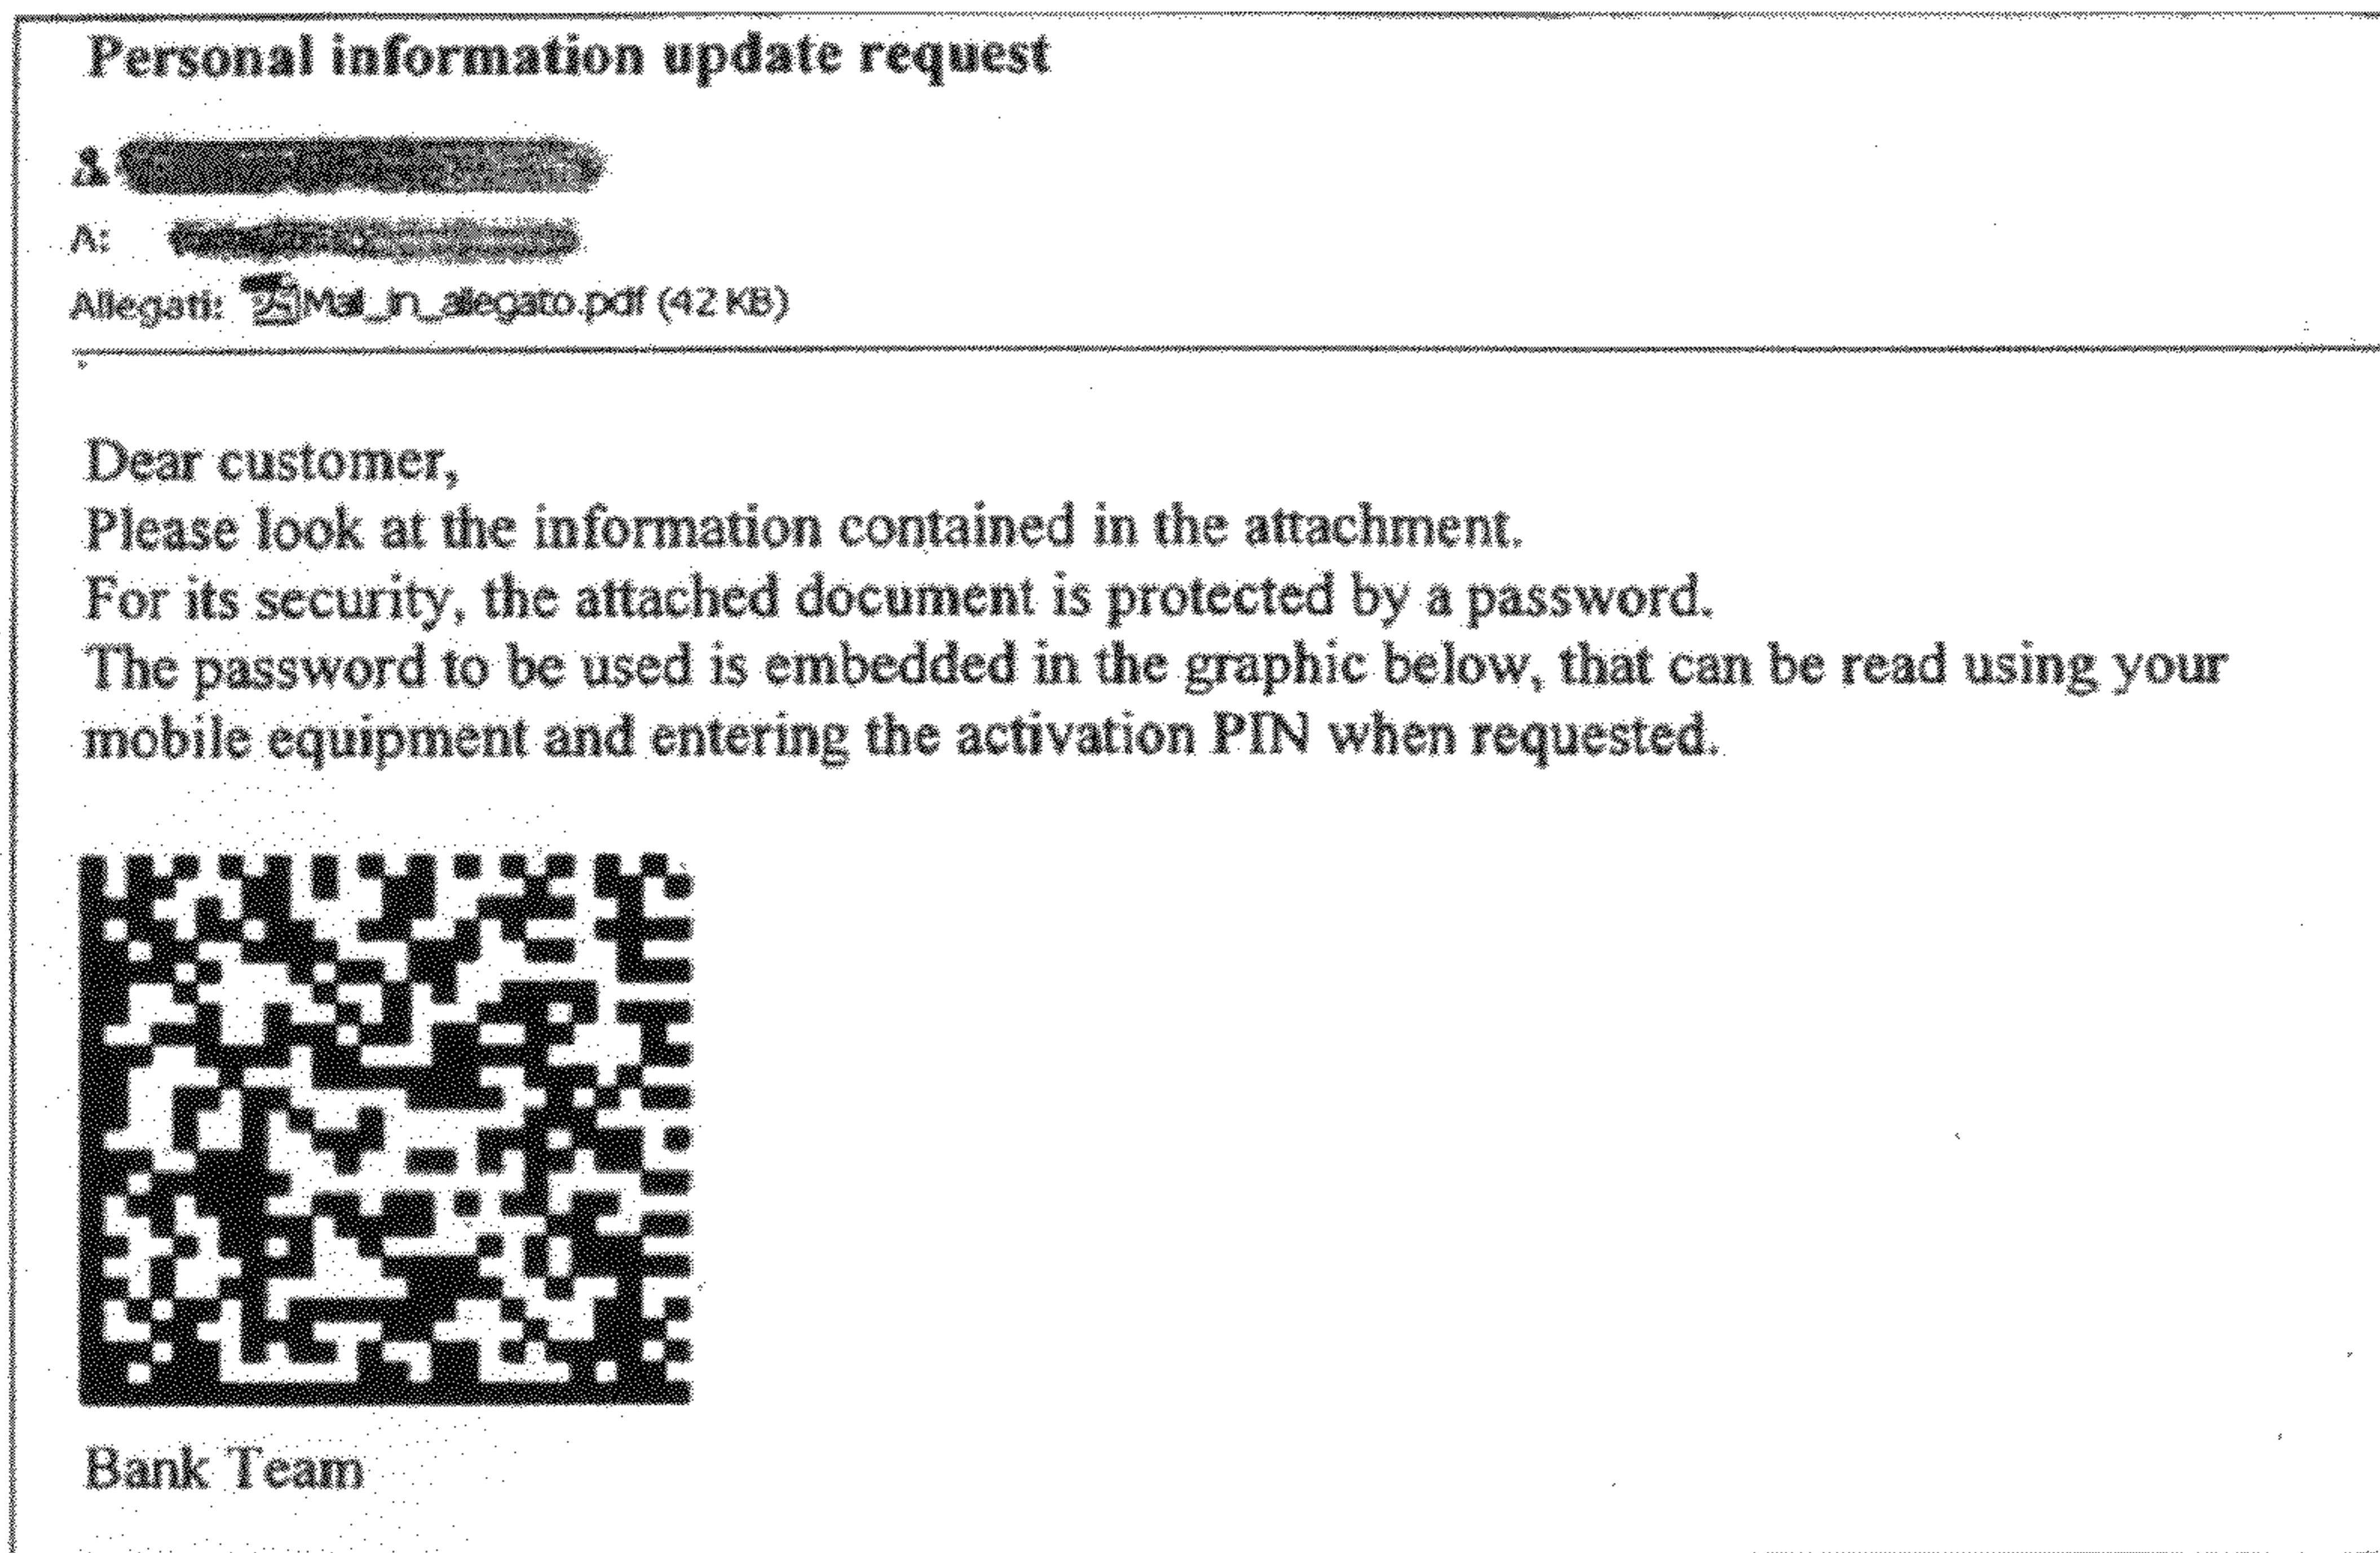 Personal information update request
A:
Allegati: Mail_in_allegato.pdf (42 KB)
Dear customer,
Please look at the information contained in the attachment.
For its security, the attached document is protected by a password.
The password to be used is embedded in the graphic below, that can be read using your
mobile equipment and entering the activation PIN when requested.
Bank Team